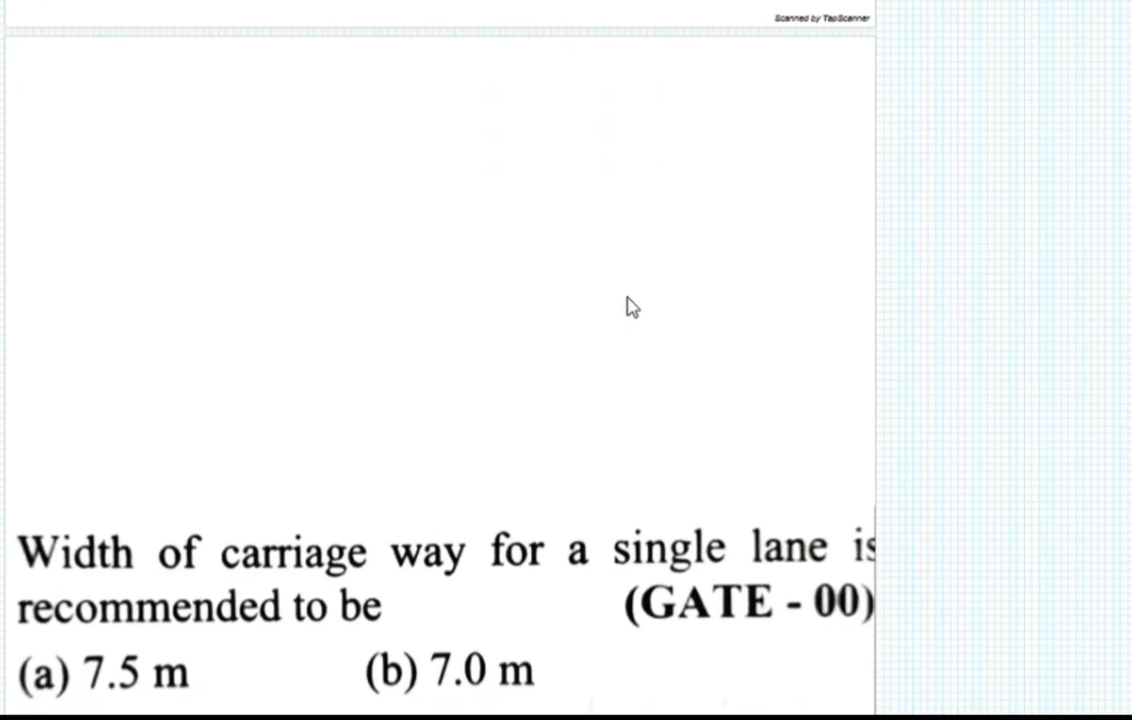 Scanned by TapScanner
Width of carriage way for a single lane is
recommended to be (GATE - 00)
(a) 7.5 m (b) 7.0 m